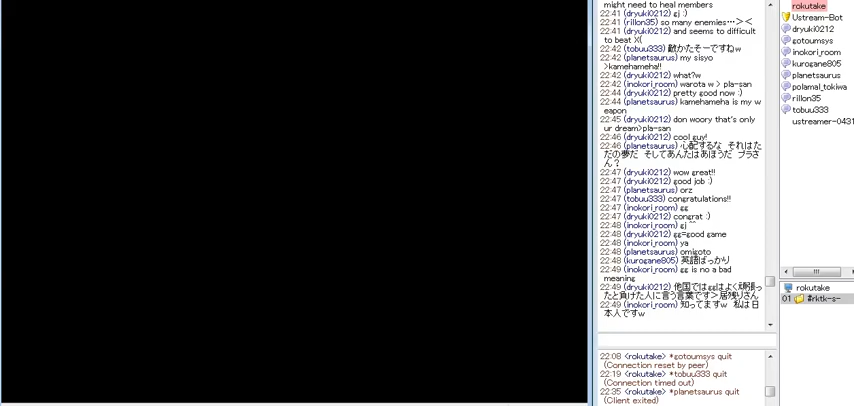 might need to heal members
22:41 (dryuki0212) gj :)
22:41 (rillon35) so many enemies…＞＜
22:41 (dryuki0212) and seems to difficult
to beat X(
22:42 (tobuu333) 敵かたそーですねｗ
22:42 (planetsaurus) my sisyo
>kamehameha!!
22:42 (dryuki0212) what?w
22:42 (inokori_room) warota w > pla-san
22:44 (dryuki0212) pretty good now :)
22:44 (planetsaurus) kamehameha is my w
eapon
22:45 (dryuki0212) don woory that's only
ur dream>pla-san
22:46 (dryuki0212) cool guy!
22:46 (planetsaurus) 心配するな　それはた
だの夢だ　そしてあんたはあほうだ　プラさ
ん？
22:47 (dryuki0212) wow great!!
22:47 (dryuki0212) good job :)
22:47 (planetsaurus) orz
22:47 (tobuu333) congratulations!!
22:48 (inokori_room) gg
22:47 (dryuki0212) congrat :)
22:48 (inokori_room) gj ^^
22:48 (dryuki0212) gg=good game
22:48 (inokori_room) ya
22:48 (planetsaurus) omigoto
22:48 (kurogane805) 英語ばっかり
22:49 (inokori_room) gg is no a bad
meaning
22:49 (dryuki0212) 他国ではggはよく頑張っ
たと負けた人に言う言葉です＞居残りさん
22:49 (inokori_room) 知ってますｗ　私は日
本人ですｗ
22:08 <rokutake> *gotoumsys quit
(Connection reset by peer)
22:19 <rokutake> *tobuu333 quit
(Connection timed out)
22:35 <rokutake> *planetsaurus quit
(Client exited)
rokutake
Ustream-Bot
dryuki0212
gotoumsys
inokori_room
kurogane805
planetsaurus
polamal_tokiwa
rillon35
tobuu333
ustreamer-0431
rokutake
01 #rktk-s-